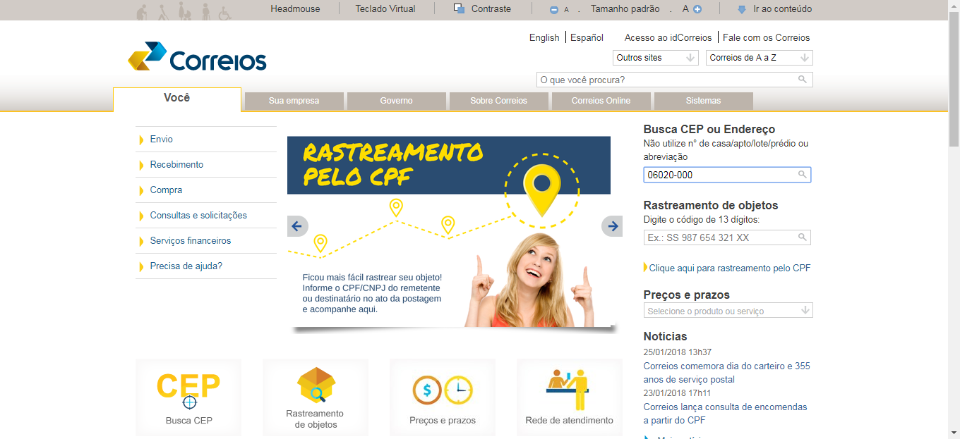 Headmouse
Teclado Virtual
Contraste
A . Tamanho padrão . A
Ir ao conteúdo
English
Español
Acesso ao idCorreios
Fale com os Correios
Correios
Outros sites
Correios de A a Z
O que você procura?
Você
Sua empresa
Governo
Sobre Correios
Correios Online
Sistemas
Envio
Recebimento
Compra
Consultas e solicitações
Serviços financeiros
Precisa de ajuda?
RASTREAMENTO
PELO CPF
Ficou mais fácil rastrear seu objeto!
Informe o CPF/CNPJ do remetente
ou destinatário no ato da postagem
e acompanhe aqui.
CEP
Busca CEP
Rastreamento
de objetos
$
Preços e prazos
Rede de atendimento
Busca CEP ou Endereço
Não utilize n° de casa/apto/lote/prédio ou
abreviação
06020-000
Rastreamento de objetos
Digite o código de 13 dígitos:
Ex.: SS 987 654 321 XX
Clique aqui para rastreamento pelo CPF
Preços e prazos
Selecione o produto ou serviço
Notícias
25/01/2018 13h37
Correios comemora dia do carteiro e 355
anos de serviço postal
23/01/2018 17h11
Correios lança consulta de encomendas
a partir do CPF